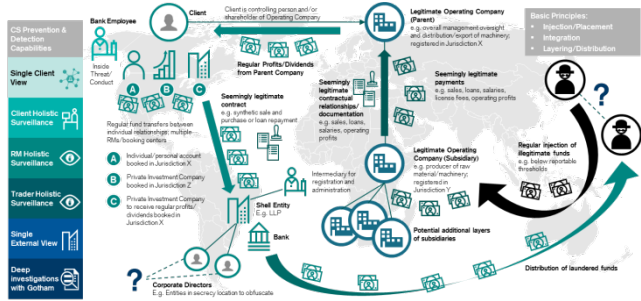 CS Prevention &
Detection
Capabilities
Single Client
View
Client Holistic
Surveillance
RM Holistic
Surveillance
Trader Holistic
Surveillance
Single
External View
Deep
investigations
with Gotham
Bank Employee
Inside
Threat/
Conduct
Client
Client is controlling person and/or
shareholder of Operating Company
Regular Profits/Dividends
from Parent Company
A
B
C
Regular fund transfers between
individual relationships; multiple
RMs/booking centers
A
Individual/personal account
booked in Jurisdiction X
B
Private Investment Company
booked in Jurisdiction Z
C
Private Investment Company
to receive regular profits/
dividends booked in
Jurisdiction X
Seemingly legitimate
contract
e.g. synthetic sale and
purchase or loan repayment
Shell Entity
E.g. LLP
Intermediary for
registration and
administration
Bank
?
Corporate Directors
E.g. Entities in secrecy location to obfuscate
Seemingly
legitimate
contractual
relationships/
documentation
e.g. sales, loans,
salaries, operating
profits
Legitimate Operating Company
(Parent)
e.g. overall management oversight
and distribution/export of machinery;
registered in Jurisdiction X
Seemingly legitimate
payments
e.g. sales, loans, salaries,
licenses fees, operating profits
Legitimate Operating
Company (Subsidiary)
e.g. producer of raw
material/machinery;
registered in
Jurisdiction Y
Potential additional layers
of subsidiaries
Basic Principles:
• Injection/Placement
• Integration
• Layering/Distribution
?
Regular injection of
illegitimate funds
e.g. below reportable
thresholds
Distribution of laundered funds